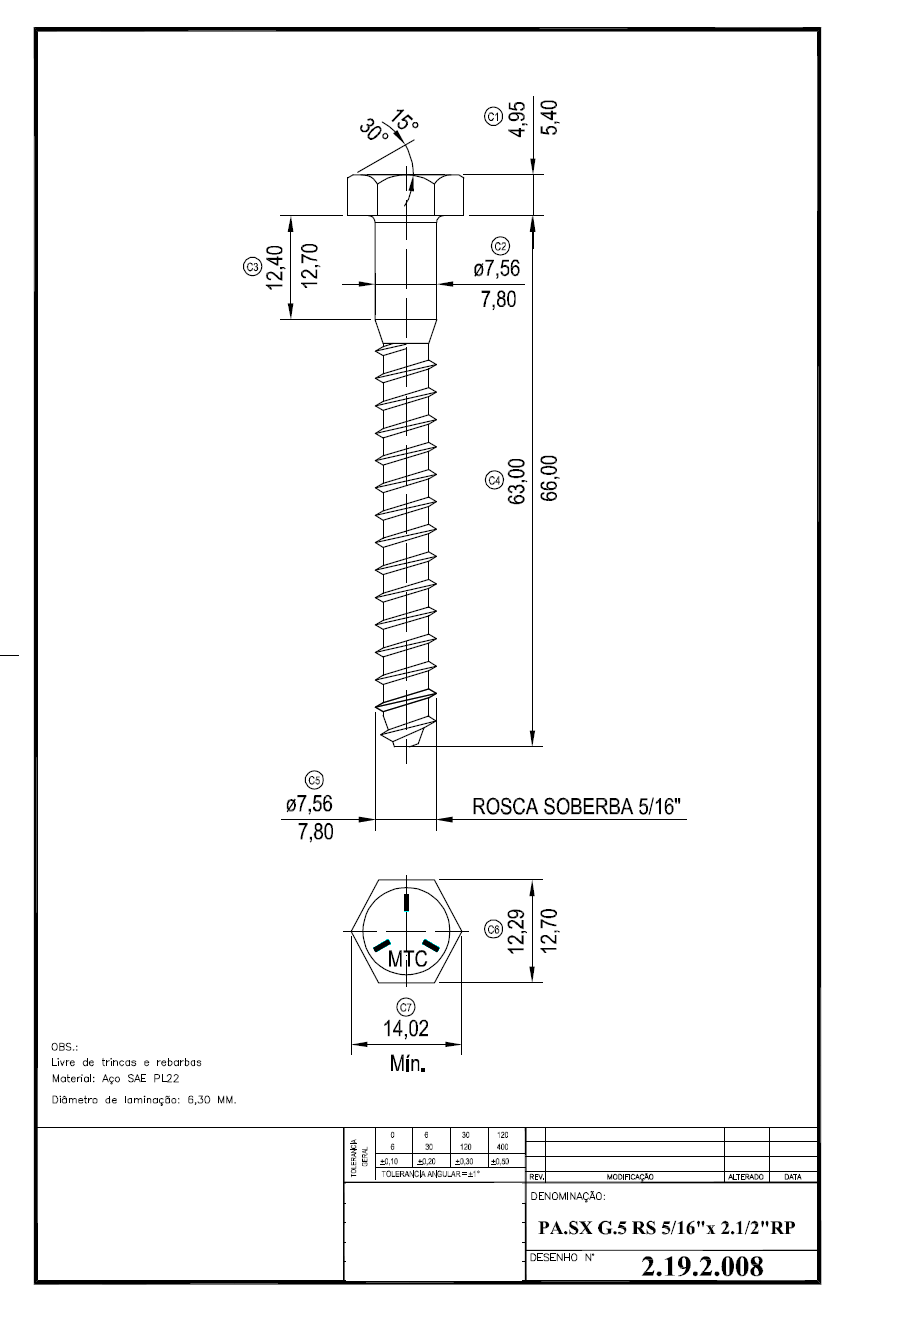 15°
30°
C1
4,95
5,40
C2
ø7,56
7,80
C3
12,40
12,70
C4
63,00
66,00
C5
ø7,56
7,80
ROSCA SOBERBA 5/16"
C6
12,29
12,70
MTC
C7
14,02
Mín.
OBS.:
Livre de trincas e rebarbas
Material: Aço SAE PL22
Diâmetro de laminação: 6,30 MM.
TOLERANCIA GERAL
0 6 30 120
6 30 120 400
±0,10 ±0,20 ±0,30 ±0,50
TOLERANCIA ANGULAR = ±1°
REV. MODIFICAÇÃO ALTERADO DATA
DENOMINAÇÃO:
PA.SX G.5 RS 5/16"x 2.1/2"RP
DESENHO N°
2.19.2.008